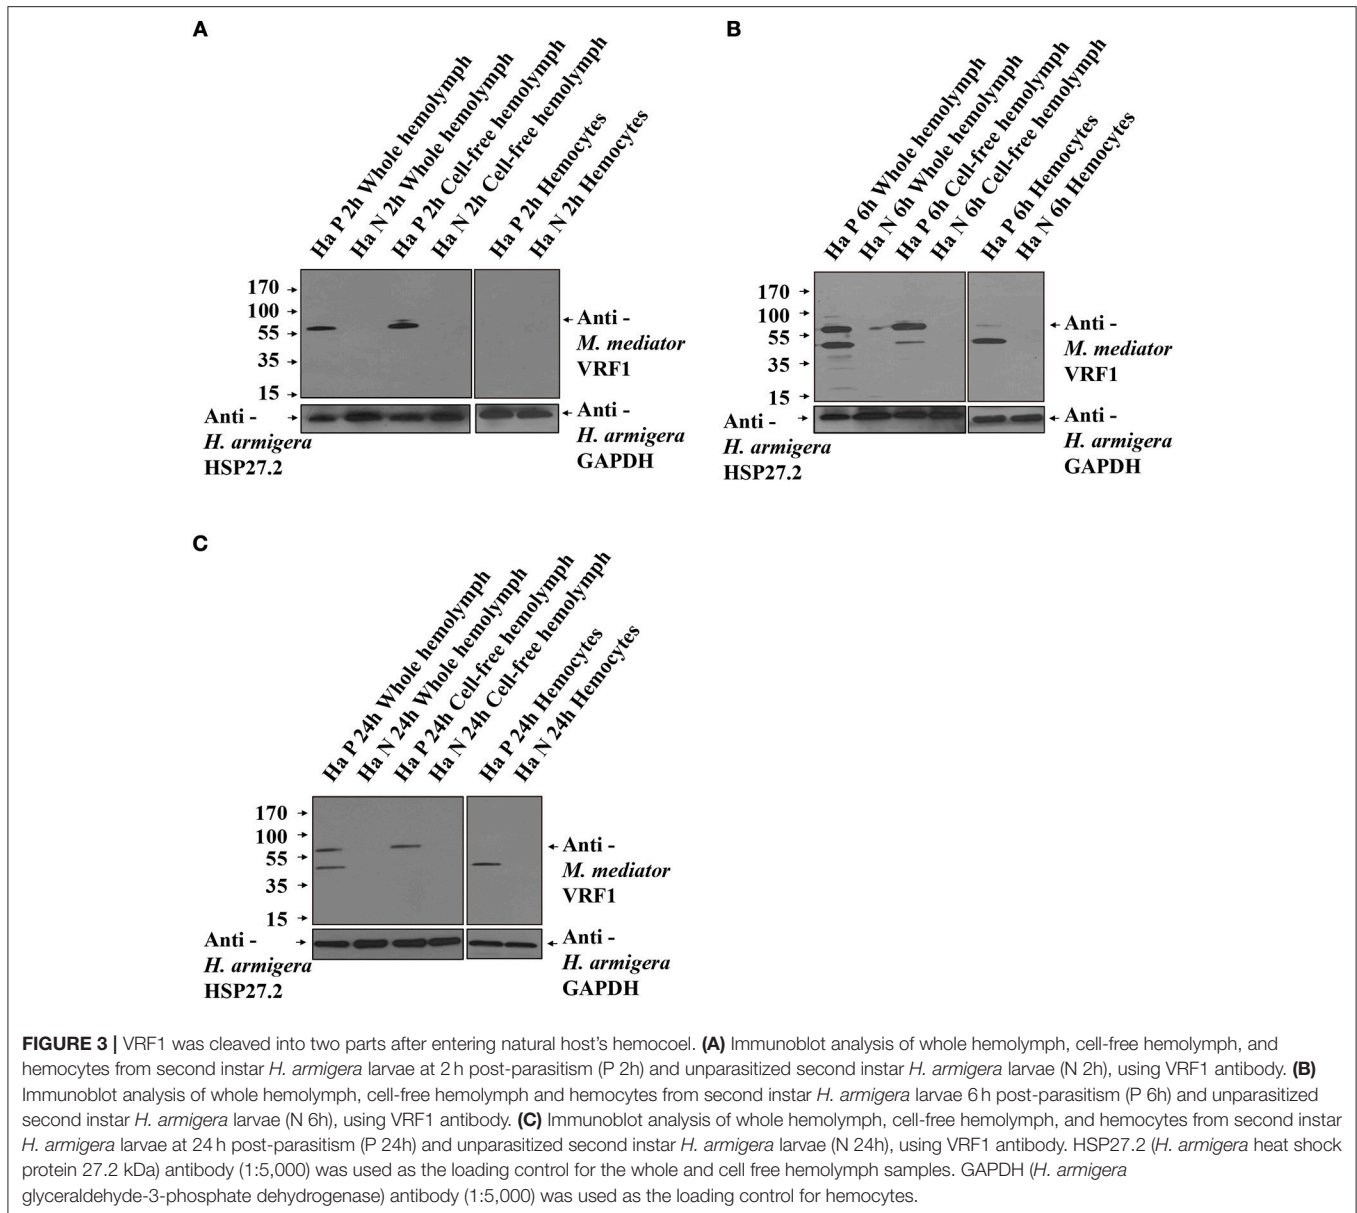 A
Ha P 2h Whole hemolymph
Ha N 2h Whole hemolymph
Ha P 2h Cell-free hemolymph
Ha N 2h Cell-free hemolymph
Ha P 2h Hemocytes
Ha N 2h Hemocytes
170
100
55
35
15
Anti -
M. mediator
VRF1
Anti -
H. armigera
HSP27.2
Anti -
H. armigera
GAPDH
B
Ha P 6h Whole hemolymph
Ha N 6h Whole hemolymph
Ha P 6h Cell-free hemolymph
Ha N 6h Cell-free hemolymph
Ha P 6h Hemocytes
Ha N 6h Hemocytes
170
100
55
35
15
Anti -
M. mediator
VRF1
Anti -
H. armigera
HSP27.2
Anti -
H. armigera
GAPDH
C
Ha P 24h Whole hemolymph
Ha N 24h Whole hemolymph
Ha P 24h Cell-free hemolymph
Ha N 24h Cell-free hemolymph
Ha P 24h Hemocytes
Ha N 24h Hemocytes
170
100
55
35
15
Anti -
M. mediator
VRF1
Anti -
H. armigera
HSP27.2
Anti -
H. armigera
GAPDH
FIGURE 3 | VRF1 was cleaved into two parts after entering natural host's hemocoel. (A) Immunoblot analysis of whole hemolymph, cell-free hemolymph, and
hemocytes from second instar H. armigera larvae at 2 h post-parasitism (P 2h) and unparasitized second instar H. armigera larvae (N 2h), using VRF1 antibody. (B)
Immunoblot analysis of whole hemolymph, cell-free hemolymph and hemocytes from second instar H. armigera larvae 6 h post-parasitism (P 6h) and unparasitized
second instar H. armigera larvae (N 6h), using VRF1 antibody. (C) Immunoblot analysis of whole hemolymph, cell-free hemolymph, and hemocytes from second instar
H. armigera larvae at 24 h post-parasitism (P 24h) and unparasitized second instar H. armigera larvae (N 24h), using VRF1 antibody. HSP27.2 (H. armigera heat shock
protein 27.2 kDa) antibody (1:5,000) was used as the loading control for the whole and cell free hemolymph samples. GAPDH (H. armigera
glyceraldehyde-3-phosphate dehydrogenase) antibody (1:5,000) was used as the loading control for hemocytes.